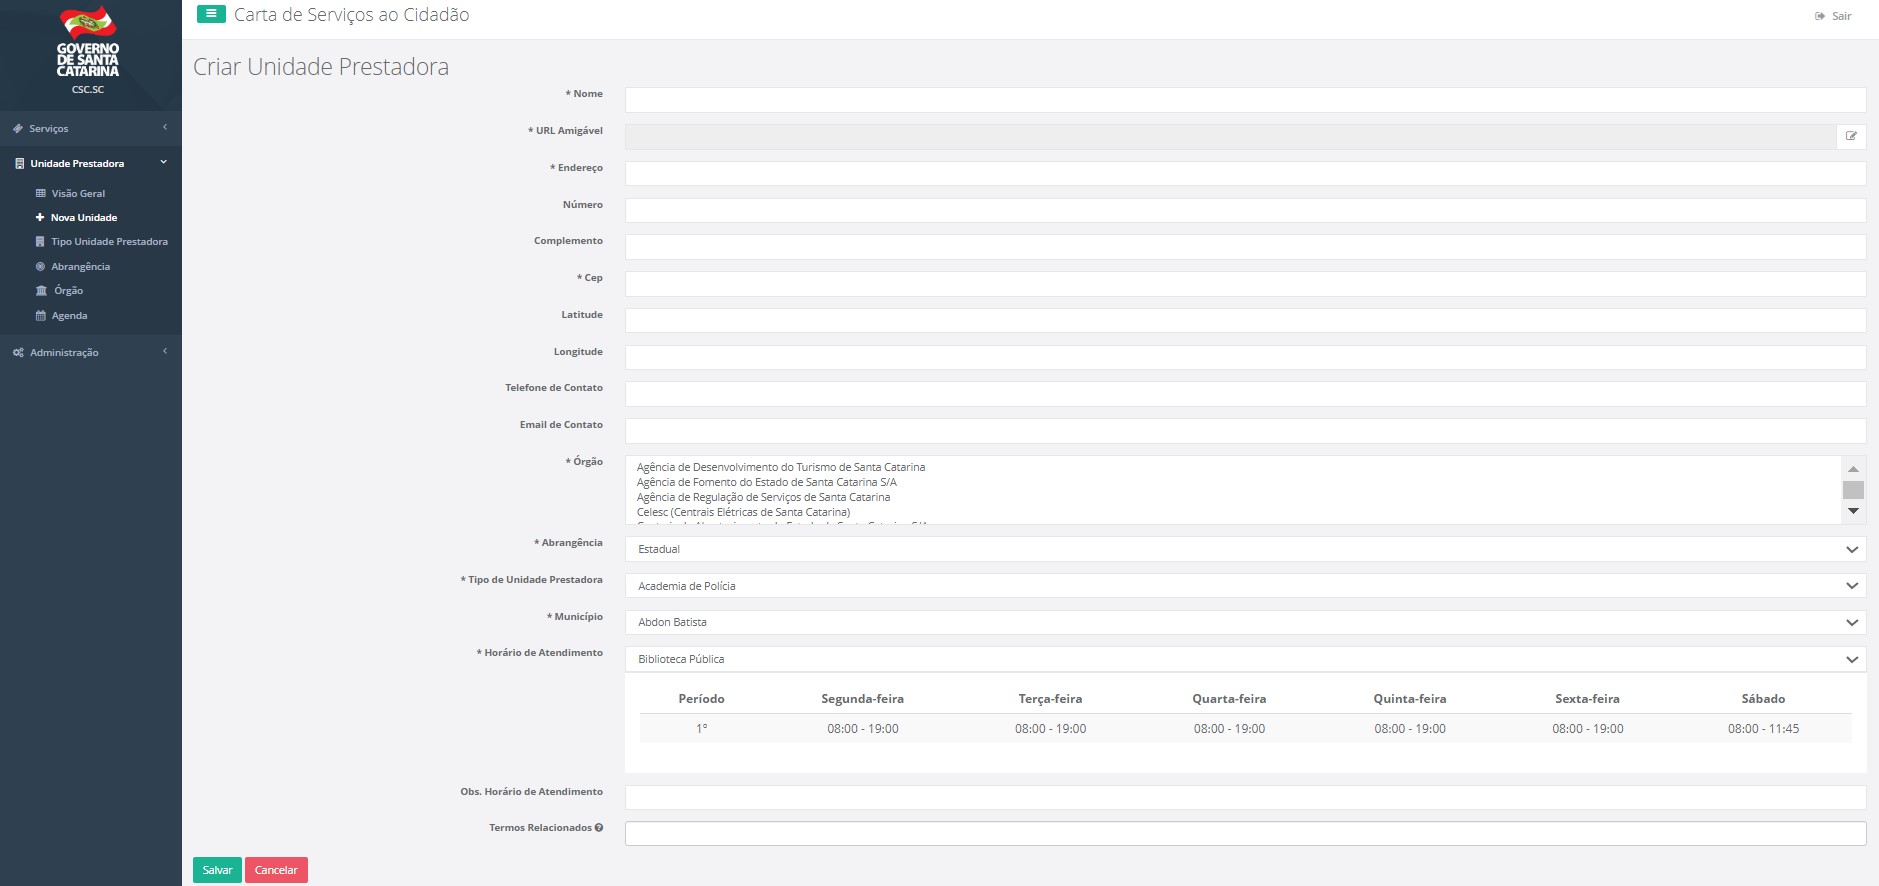 Carta de Serviços ao Cidadão
Sair
GOVERNO
DE SANTA
CATARINA
CSC.SC
Serviços
Unidade Prestadora
Visão Geral
Nova Unidade
Tipo Unidade Prestadora
Abrangência
Órgão
Agenda
Administração
Criar Unidade Prestadora
* Nome
* URL Amigável
* Endereço
Número
Complemento
* Cep
Latitude
Longitude
Telefone de Contato
Email de Contato
* Órgão
Agência de Desenvolvimento do Turismo de Santa Catarina
Agência de Fomento do Estado de Santa Catarina S/A
Agência de Regulação de Serviços de Santa Catarina
Celesc (Centrais Elétricas de Santa Catarina)
* Abrangência Estadual
* Tipo de Unidade Prestadora Academia de Polícia
* Município Abdon Batista
* Horário de Atendimento Biblioteca Pública
Período Segunda-feira Terça-feira Quarta-feira Quinta-feira Sexta-feira Sábado
1º 08:00 - 19:00 08:00 - 19:00 08:00 - 19:00 08:00 - 19:00 08:00 - 19:00 08:00 - 11:45
Obs. Horário de Atendimento
Termos Relacionados
Salvar Cancelar